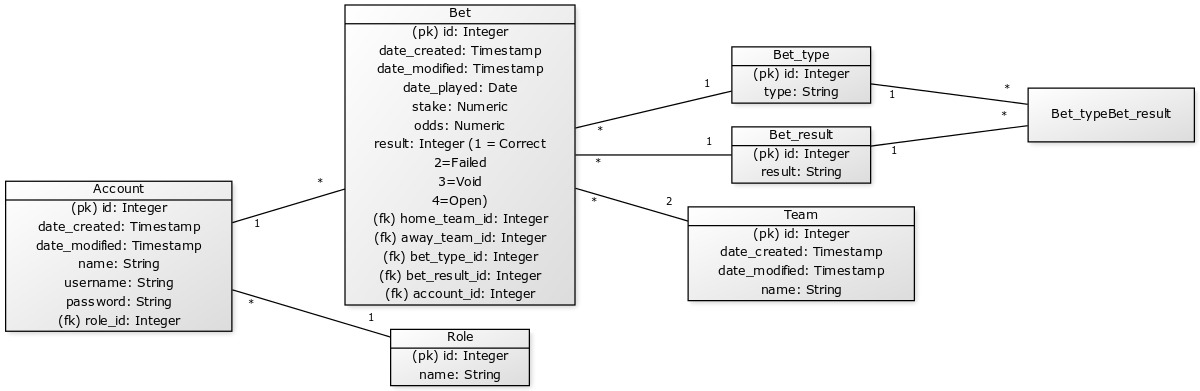 Bet
(pk) id: Integer
date_created: Timestamp
date_modified: Timestamp
date_played: Date
stake: Numeric
odds: Numeric
result: Integer (1 = Correct
2=Failed
3=Void
4=Open)
(fk) home_team_id: Integer
(fk) away_team_id: Integer
(fk) bet_type_id: Integer
(fk) bet_result_id: Integer
(fk) account_id: Integer
Account
(pk) id: Integer
date_created: Timestamp
date_modified: Timestamp
name: String
username: String
password: String
(fk) role_id: Integer
1
*
*
1
Role
(pk) id: Integer
name: String
*
1
*
1
*
2
Bet_type
(pk) id: Integer
type: String
Bet_result
(pk) id: Integer
result: String
Team
(pk) id: Integer
date_created: Timestamp
date_modified: Timestamp
name: String
1
*
1
*
Bet_typeBet_result